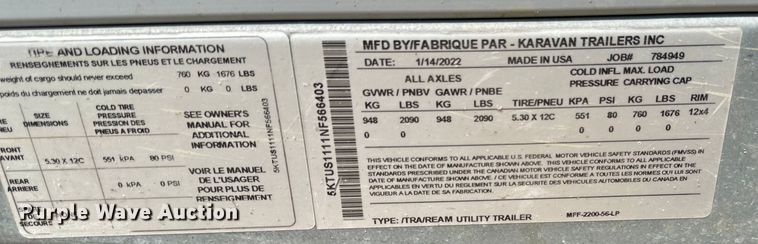 TIRE AND LOADING INFORMATION
RENSEIGNEMENTS SUR LES PNEUS ET LE CHARGEMENT
weight of cargo should never exceed 760 KG 1676 LBS
poids du chargement ne doit jamais depasser 0 KG 0 LBS
SIZE DIMENSIONS
COLD TIRE PRESSURE
PRESSION DES PNEUS A FROID
FRONT AVANT 5.30 X 12C 551 kPA 80 PSI
REAR ARRIERE 0 kPA 0 PSI
SECOURS
SEE OWNER'S
MANUAL FOR
ADDITIONAL
INFORMATION
VOIR LE MANUEL
DE L'USAGER
POUR PLUS DE
RENSEIGNEMENTS
5KTUS1111NF566403
5KTUS1111NF566403
MFD BY/FABRIQUE PAR - KARAVAN TRAILERS INC
DATE: 1/14/2022 MADE IN USA JOB# 784949
ALL AXLES COLD INFL. MAX. LOAD
GVWR / PNBV GAWR / PNBE PRESSURE CARRYING CAP
KG LBS KG LBS TIRE/PNEU KPA PSI KG LBS RIM
948 2090 948 2090 5.30 X 12C 551 80 760 1676 12x4
0 0 0 0
THIS VEHICLE CONFORMS TO ALL APPLICABLE U.S. FEDERAL MOTOR VEHICLE SAFETY STANDARDS (FMVSS) IN
EFFECT ON THE DATE OF MANUFACTURE SHOWN ABOVE. / THIS VEHICLE CONFORMS TO ALL APPLICABLE
STANDARDS PRESCRIBED UNDER THE CANADIAN MOTOR VEHICLE SAFETY REGULATIONS IN EFFECT ON THE
DATE OF MANUFACTURE / CE VEHICULE EST CONFORME A TOUTES LES NORMES QUI LUI SONT
APPLICABLES EN VERTU DU REGLEMENT SUR LA SECURITE DES VEHICULES AUTOMOBILES DU CANADA EN
VIGUEUR A LA DATE DE SA FABRICATION.
TYPE: /TRA/REAM UTILITY TRAILER MFF-2200-56-LP
Purple Wave Auction